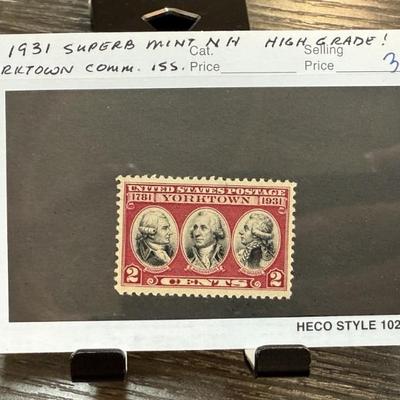 1931 SUPERB MINT NH Cat. HIGH GRADE! Selling
RKTOWN COMM. ISS. Price Price 3
UNITED STATES POSTAGE
1781 YORKTOWN 1931
2 CENTS 2
HECO STYLE 102